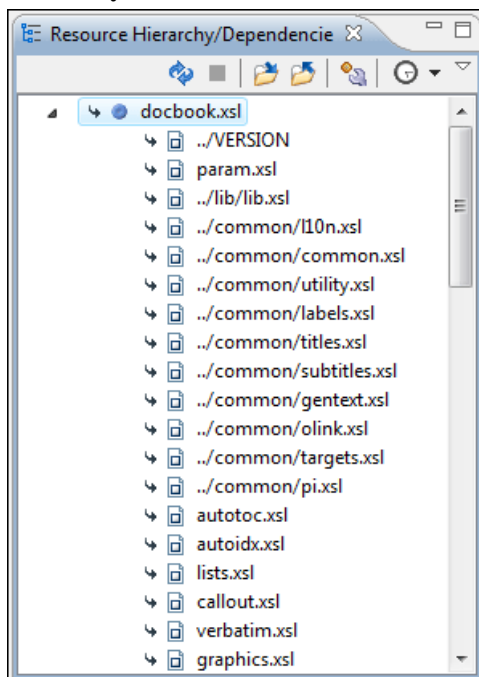 Resource Hierarchy/Dependencie
docbook.xsl
../VERSION
param.xsl
../lib/lib.xsl
../common/l10n.xsl
../common/common.xsl
../common/utility.xsl
../common/labels.xsl
../common/titles.xsl
../common/subtitles.xsl
../common/gentext.xsl
../common/olink.xsl
../common/targets.xsl
../common/pi.xsl
autotoc.xsl
autoidx.xsl
lists.xsl
callout.xsl
verbatim.xsl
graphics.xsl